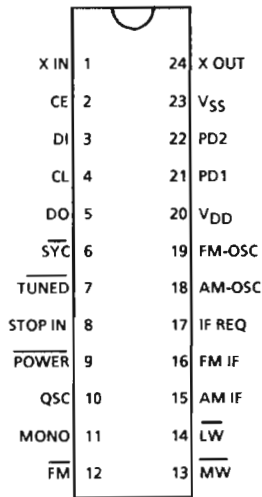 X IN 1 24 X OUT
CE 2 23 VSS
DI 3 22 PD2
CL 4 21 PD1
DO 5 20 VDD
SYC 6 19 FM-OSC
TUNED 7 18 AM-OSC
STOP IN 8 17 IF REQ
POWER 9 16 FM IF
QSC 10 15 AM IF
MONO 11 14 LW
FM 12 13 MW